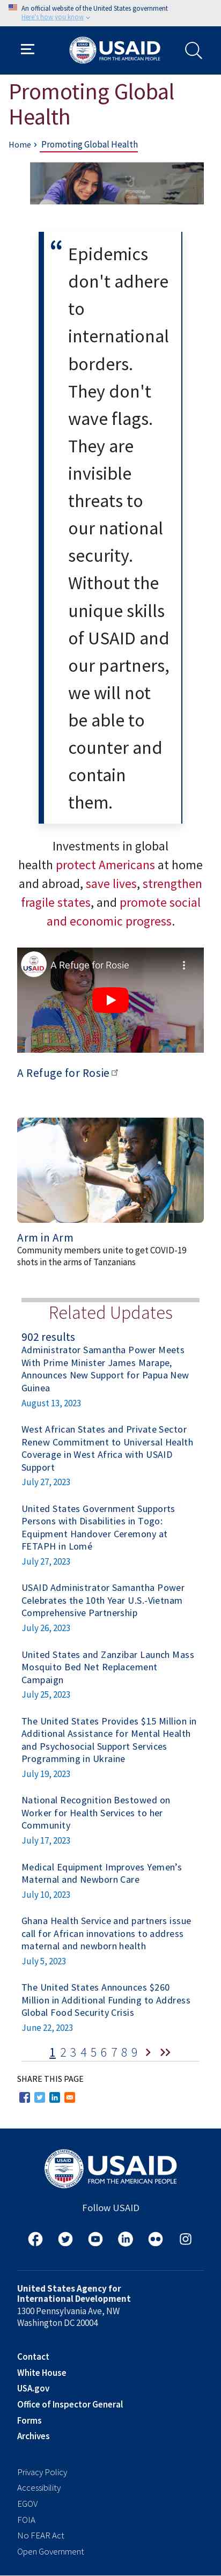 An official website of the United States government
Here's how you know
USAID
FROM THE AMERICAN PEOPLE
Promoting Global
Health
Home › Promoting Global Health
“ Epidemics
don't adhere
to
international
borders.
They don't
wave flags.
They are
invisible
threats to
our national
security.
Without the
unique skills
of USAID and
our partners,
we will not
be able to
counter and
contain
them.
Investments in global
health protect Americans at home
and abroad, save lives, strengthen
fragile states, and promote social
and economic progress.
USAID
A Refuge for Rosie
A Refuge for Rosie
Arm in Arm
Community members unite to get COVID-19
shots in the arms of Tanzanians
Related Updates
902 results
Administrator Samantha Power Meets
With Prime Minister James Marape,
Announces New Support for Papua New
Guinea
August 13, 2023
West African States and Private Sector
Renew Commitment to Universal Health
Coverage in West Africa with USAID
Support
July 27, 2023
United States Government Supports
Persons with Disabilities in Togo:
Equipment Handover Ceremony at
FETAPH in Lomé
July 27, 2023
USAID Administrator Samantha Power
Celebrates the 10th Year U.S.-Vietnam
Comprehensive Partnership
July 26, 2023
United States and Zanzibar Launch Mass
Mosquito Bed Net Replacement
Campaign
July 25, 2023
The United States Provides $15 Million in
Additional Assistance for Mental Health
and Psychosocial Support Services
Programming in Ukraine
July 19, 2023
National Recognition Bestowed on
Worker for Health Services to her
Community
July 17, 2023
Medical Equipment Improves Yemen’s
Maternal and Newborn Care
July 10, 2023
Ghana Health Service and partners issue
call for African innovations to address
maternal and newborn health
July 5, 2023
The United States Announces $260
Million in Additional Funding to Address
Global Food Security Crisis
June 22, 2023
1 2 3 4 5 6 7 8 9 › »
SHARE THIS PAGE
USAID
FROM THE AMERICAN PEOPLE
Follow USAID
United States Agency for
International Development
1300 Pennsylvania Ave, NW
Washington DC 20004
Contact
White House
USA.gov
Office of Inspector General
Forms
Archives
Privacy Policy
Accessibility
EGOV
FOIA
No FEAR Act
Open Government